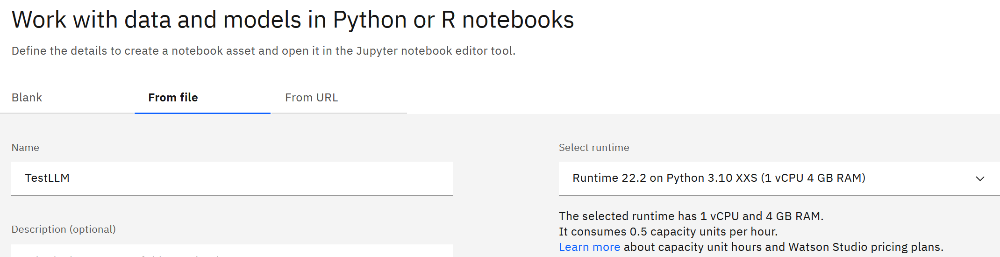 Work with data and models in Python or R notebooks
Define the details to create a notebook asset and open it in the Jupyter notebook editor tool.
Blank
From file
From URL
Name
TestLLM
Description (optional)
Select runtime
Runtime 22.2 on Python 3.10 XXS (1 vCPU 4 GB RAM)
The selected runtime has 1 vCPU and 4 GB RAM.
It consumes 0.5 capacity units per hour.
Learn more about capacity unit hours and Watson Studio pricing plans.